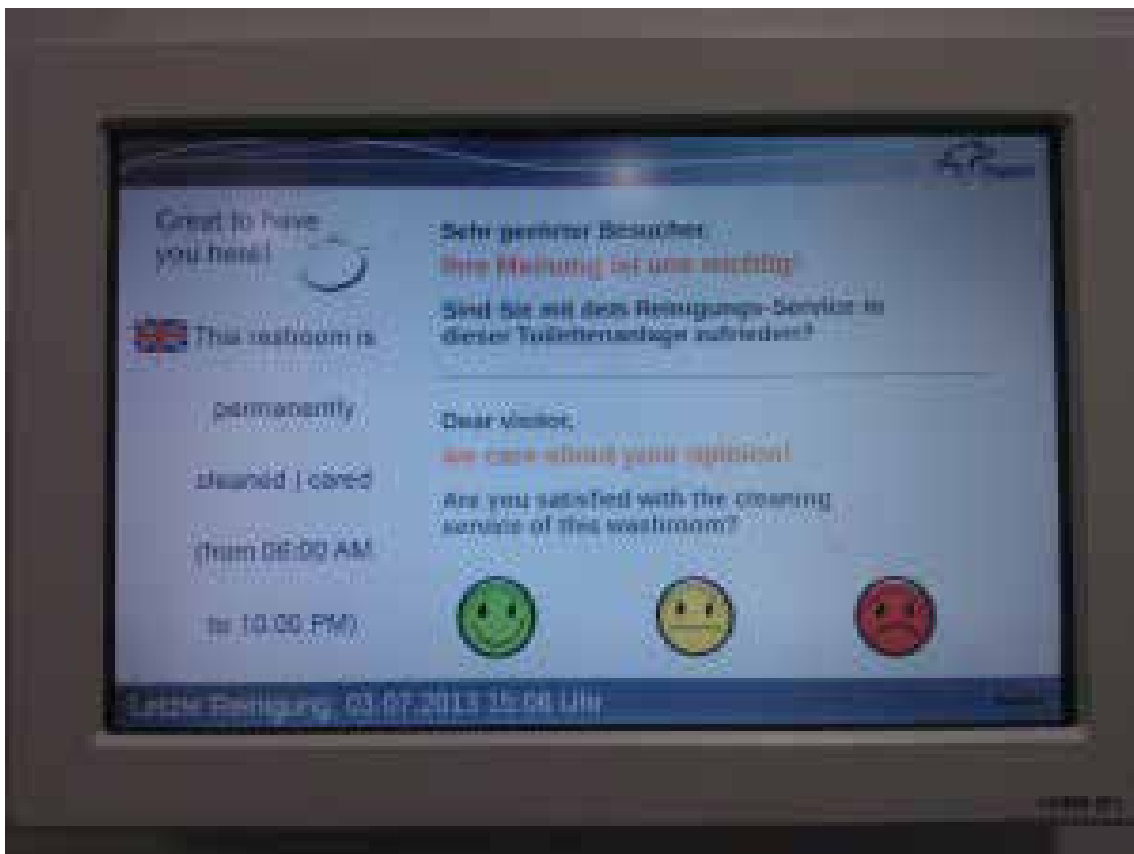 Great to have
you here!
This restroom is
permanently
cleaned | cared
(from 06:00 AM
to 10:00 PM)
Sehr geehrter Besucher,
Ihre Meinung ist uns wichtig!
Sind Sie mit dem Reinigungs-Service in
dieser Toilettenanlage zufrieden?
Dear visitor,
we care about your opinion!
Are you satisfied with the cleaning
service of this washroom?
Letzte Reinigung: 03.07.2013 15:08 Uhr